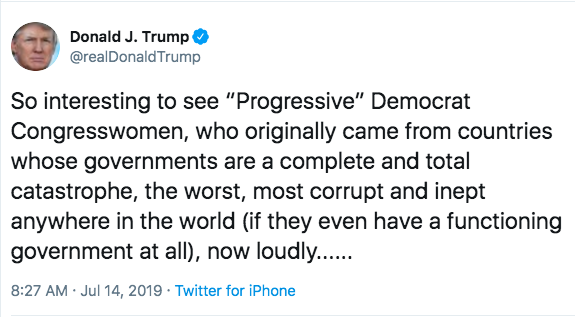 Donald J. Trump
@realDonaldTrump
So interesting to see “Progressive” Democrat
Congresswomen, who originally came from countries
whose governments are a complete and total
catastrophe, the worst, most corrupt and inept
anywhere in the world (if they even have a functioning
government at all), now loudly......
8:27 AM · Jul 14, 2019 · Twitter for iPhone